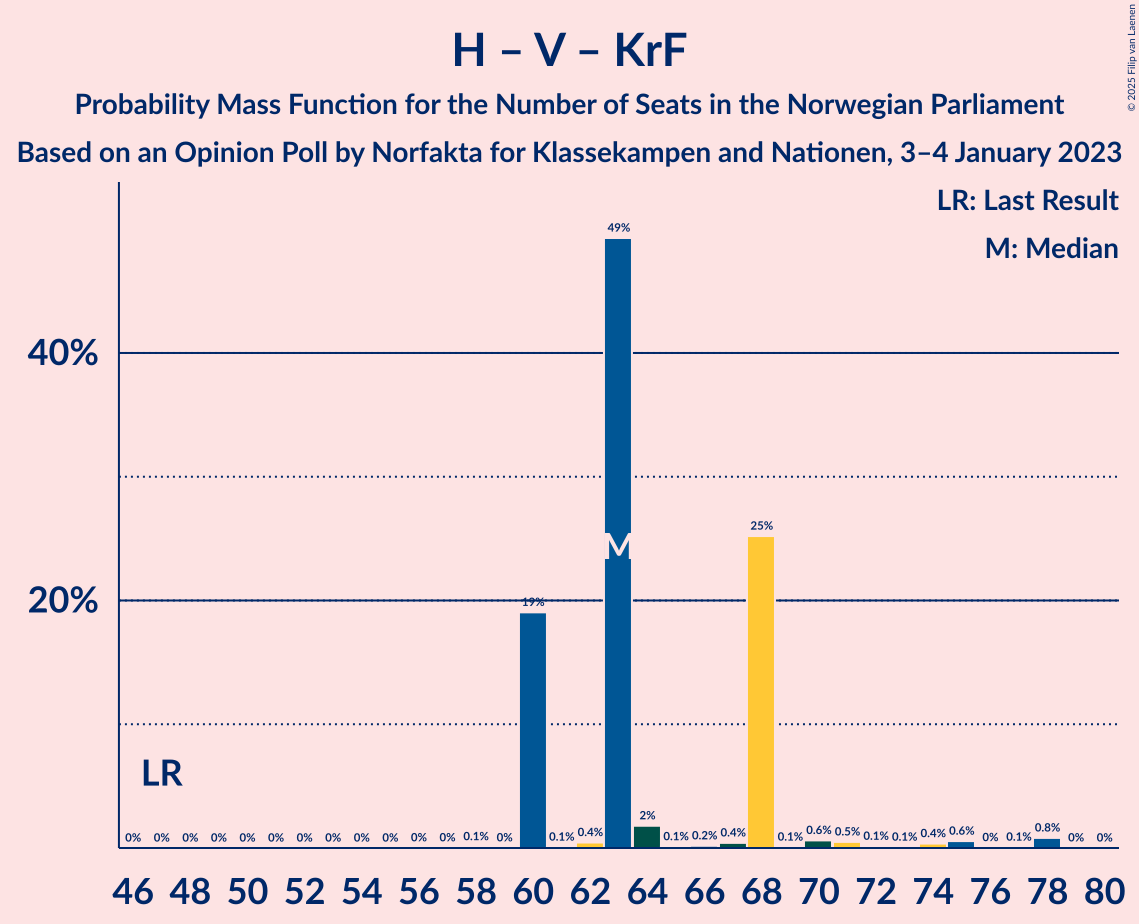 H – V – KrF
Probability Mass Function for the Number of Seats in the Norwegian Parliament
Based on an Opinion Poll by Norfakta for Klassekampen and Nationen, 3–4 January 2023
© 2025 Filip van Laenen
LR: Last Result
M: Median
49%
40%
25%
M
20%
19%
LR
2%
0% 0% 0% 0% 0% 0% 0% 0% 0% 0% 0% 0% 0.1% 0% 0.1% 0.4% 0.1% 0.2% 0.4% 0.1% 0.6% 0.5% 0.1% 0.1% 0.4% 0.6% 0% 0.1% 0.8% 0% 0%
46 48 50 52 54 56 58 60 62 64 66 68 70 72 74 76 78 80